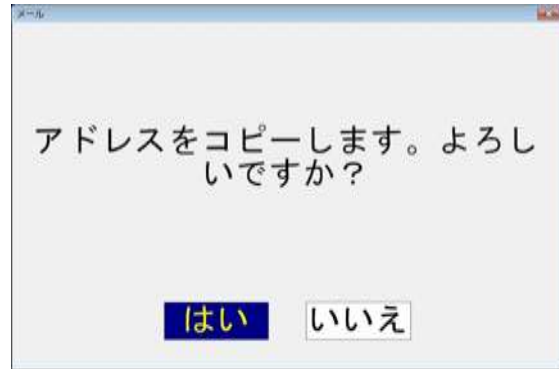 メール
アドレスをコピーします。よろし
いですか？
はい
いいえ